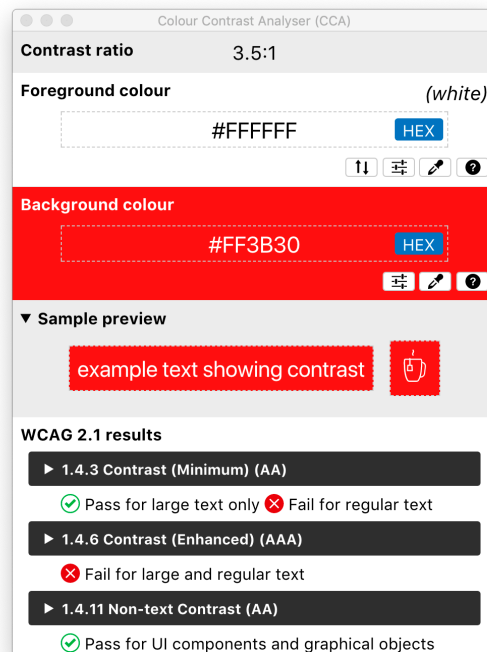 Colour Contrast Analyser (CCA)
Contrast ratio 3.5:1
Foreground colour (white)
#FFFFFF HEX
Background colour
#FF3B30 HEX
▼ Sample preview
example text showing contrast
WCAG 2.1 results
▶ 1.4.3 Contrast (Minimum) (AA)
Pass for large text only Fail for regular text
▶ 1.4.6 Contrast (Enhanced) (AAA)
Fail for large and regular text
▶ 1.4.11 Non-text Contrast (AA)
Pass for UI components and graphical objects